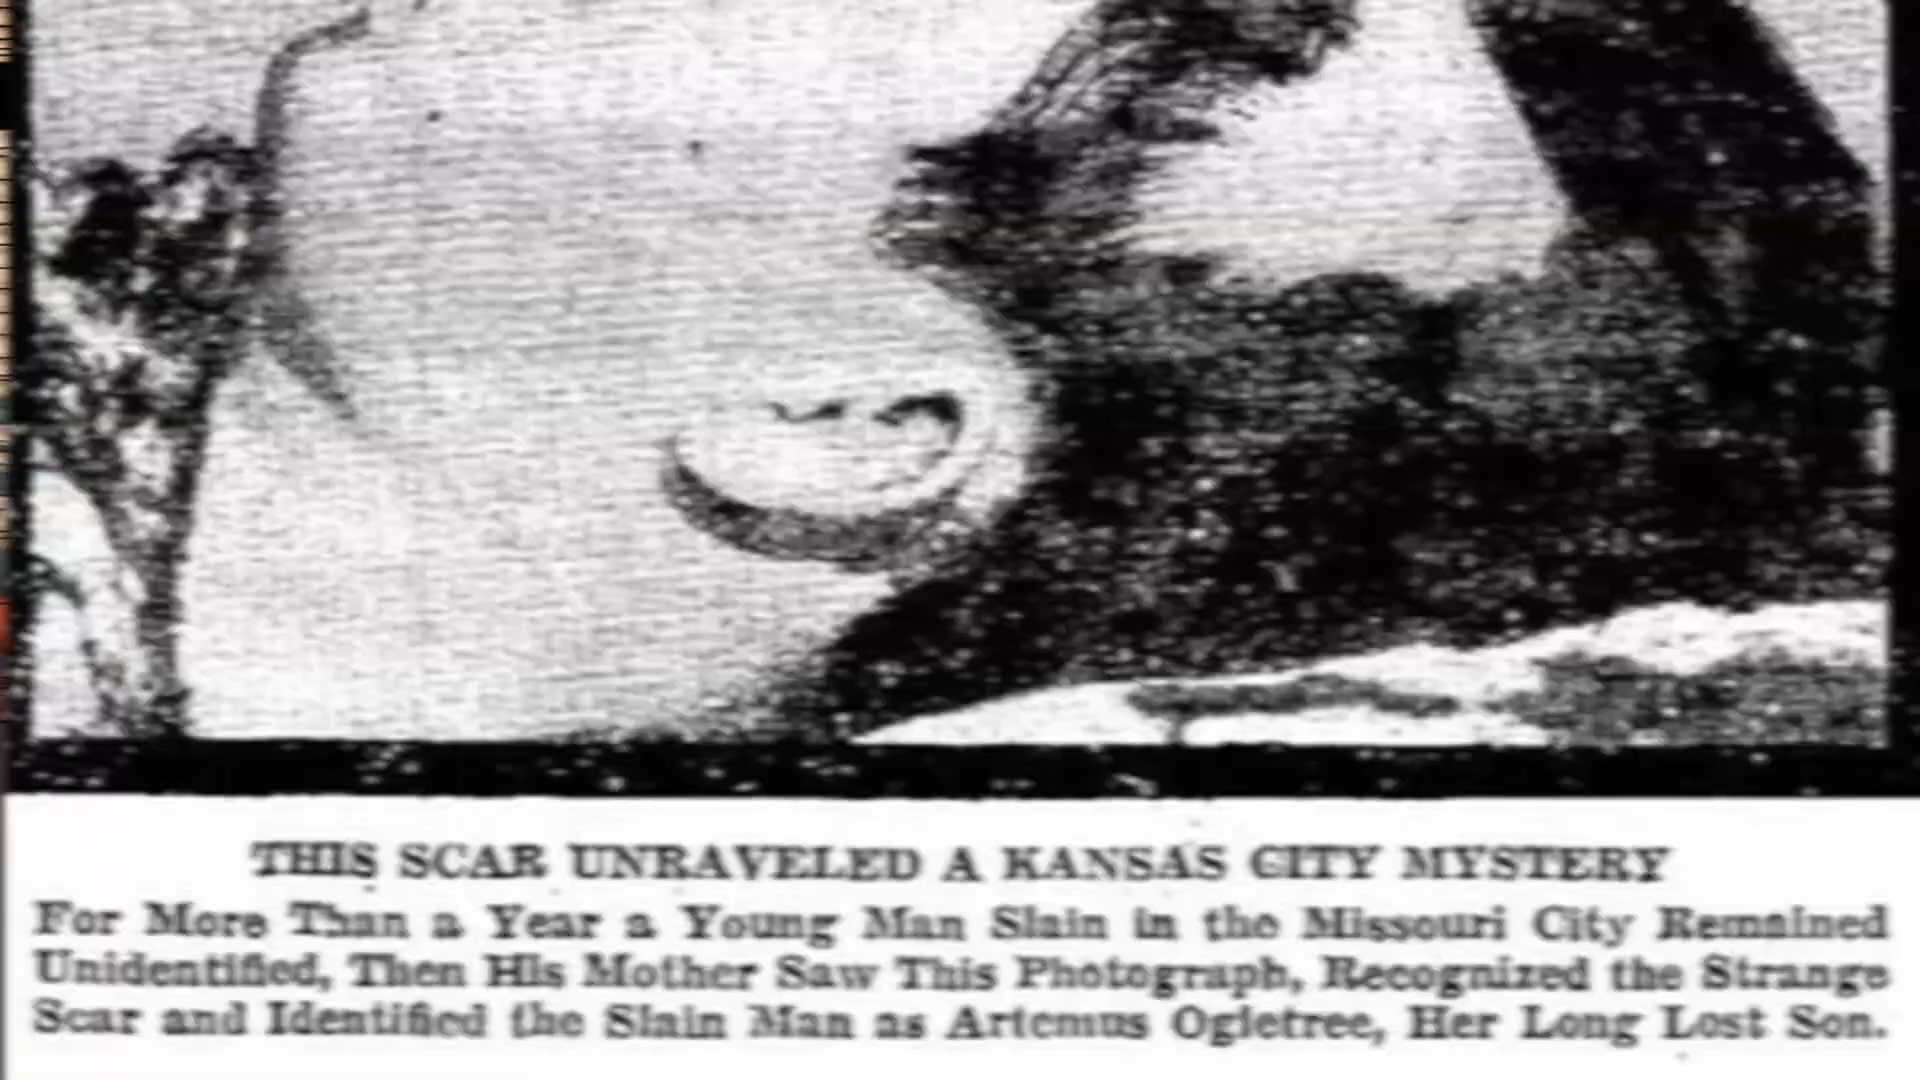 THIS SCAR UNRAVELED A KANSAS CITY MYSTERY
For More Than a Year a Young Man Slain in the Missouri City Remained
Unidentified, Then His Mother Saw This Photograph, Recognized the Strange
Scar and Identified the Slain Man as Artemus Ogletree, Her Long Lost Son.